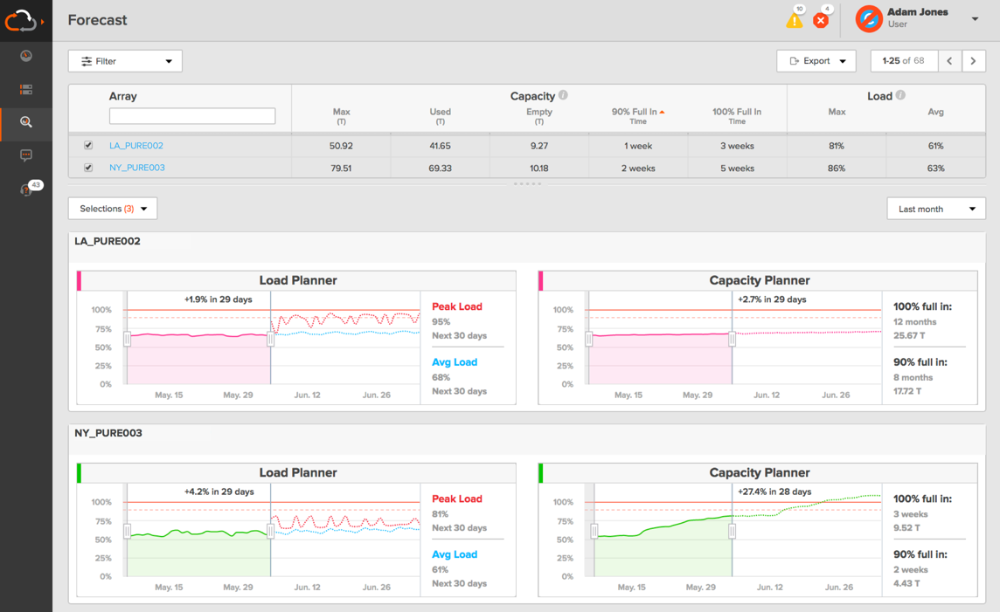 Forecast
10
4
Adam Jones
User
43
Filter
Export
1-25 of 68
Array
Capacity
Load
Max
(T)
Used
(T)
Empty
(T)
90% Full In
Time
100% Full In
Time
Max
Avg
LA_PURE002 50.92 41.65 9.27 1 week 3 weeks 81% 61%
NY_PURE003 79.51 69.33 10.18 2 weeks 5 weeks 86% 63%
Selections (3)
Last month
LA_PURE002
Load Planner
+1.9% in 29 days
100%
75%
50%
25%
0%
May. 15 May. 29 Jun. 12 Jun. 26
Peak Load
95%
Next 30 days
Avg Load
68%
Next 30 days
Capacity Planner
+2.7% in 29 days
100%
75%
50%
25%
0%
May. 15 May. 29 Jun. 12 Jun. 26
100% full in:
12 months
25.67 T
90% full in:
8 months
17.72 T
NY_PURE003
Load Planner
+4.2% in 29 days
100%
75%
50%
25%
0%
May. 15 May. 29 Jun. 12 Jun. 26
Peak Load
81%
Next 30 days
Avg Load
61%
Next 30 days
Capacity Planner
+27.4% in 28 days
100%
75%
50%
25%
0%
May. 15 May. 29 Jun. 12 Jun. 26
100% full in:
3 weeks
9.52 T
90% full in:
2 weeks
4.43 T